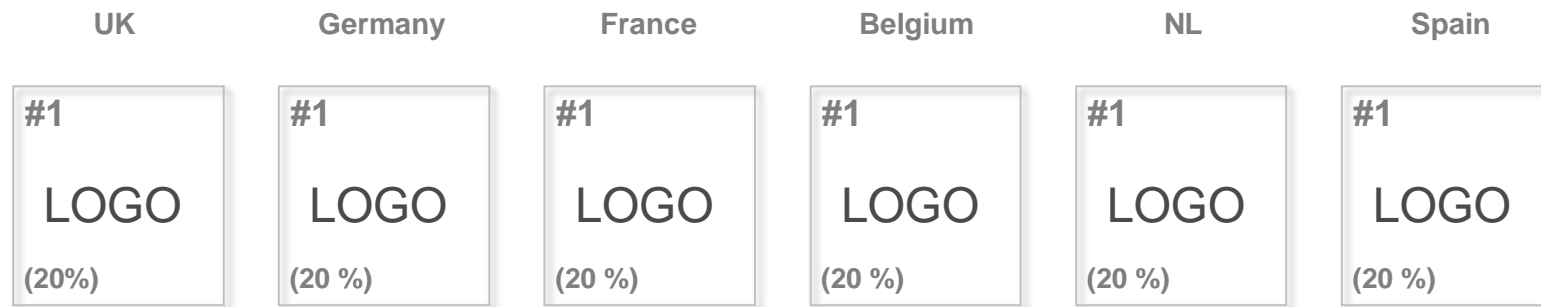 UK Germany France Belgium NL Spain
#1 #1 #1 #1 #1 #1
LOGO LOGO LOGO LOGO LOGO LOGO
(20%) (20 %) (20 %) (20 %) (20 %) (20 %)